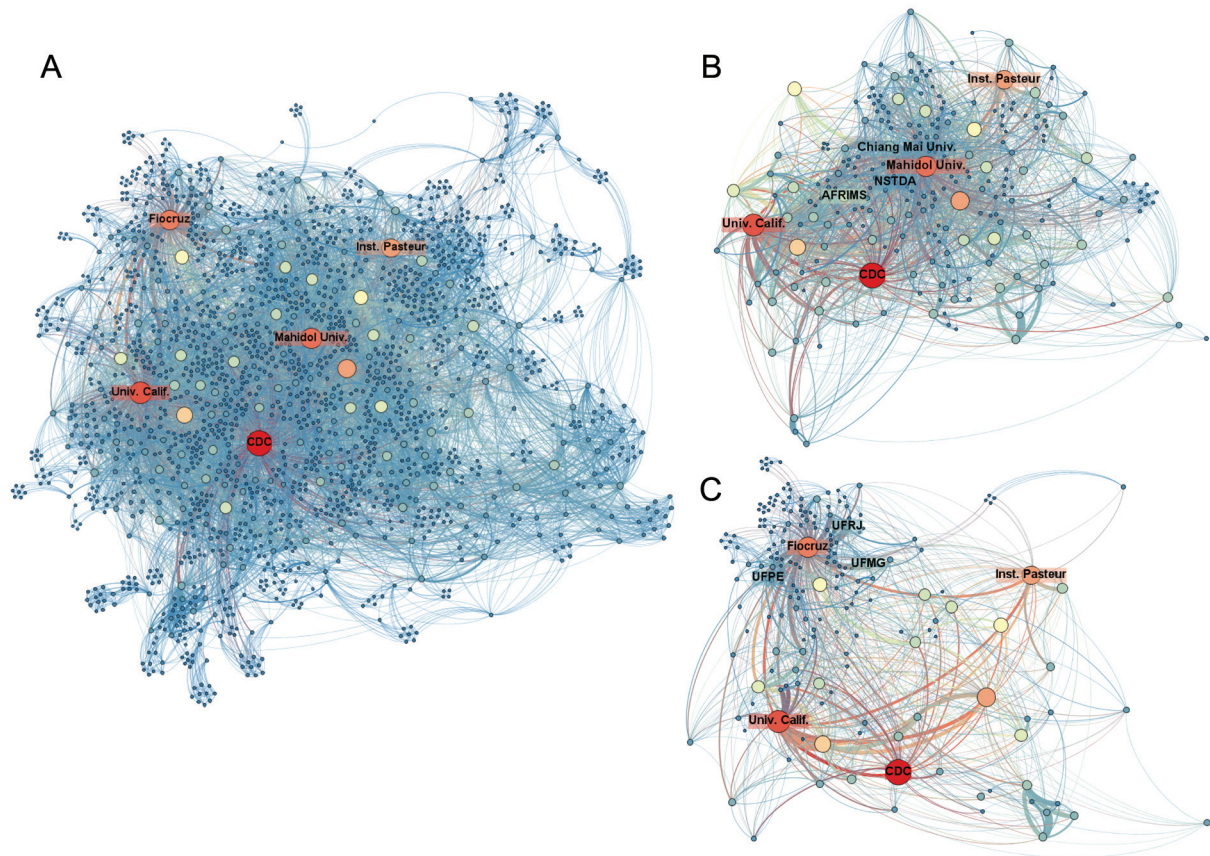 A
Fiocruz
Inst. Pasteur
Mahidol Univ.
Univ. Calif.
CDC
B
Inst. Pasteur
Chiang Mai Univ.
Mahidol Univ.
NSTDA
AFRIMS
Univ. Calif.
CDC
C
UFRJ
Fiocruz
UFMG
UFPE
Inst. Pasteur
Univ. Calif.
CDC